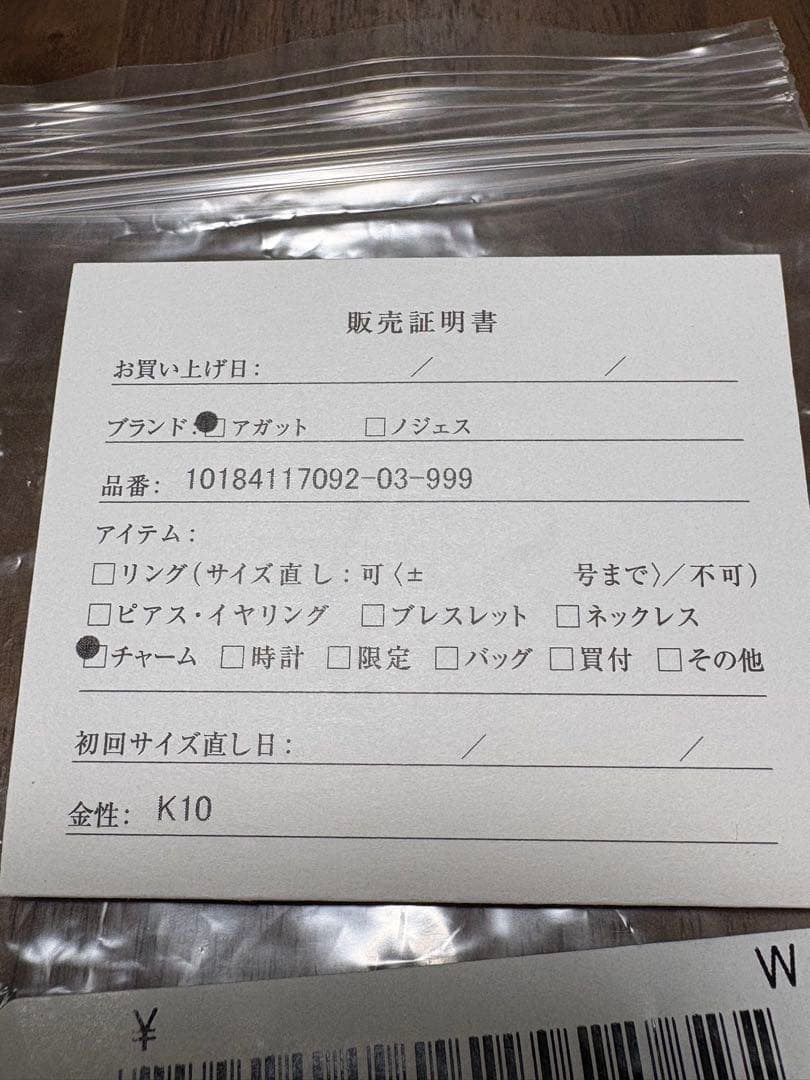 販売証明書
お買い上げ日: ／ ／
ブランド: ●□アガット □ノジェス
品番: 10184117092-03-999
アイテム:
□リング(サイズ直し:可〈± 号まで〉／不可)
□ピアス・イヤリング □ブレスレット □ネックレス
●□チャーム □時計 □限定 □バッグ □買付 □その他
初回サイズ直し日: ／ ／
金性: K10
W
¥